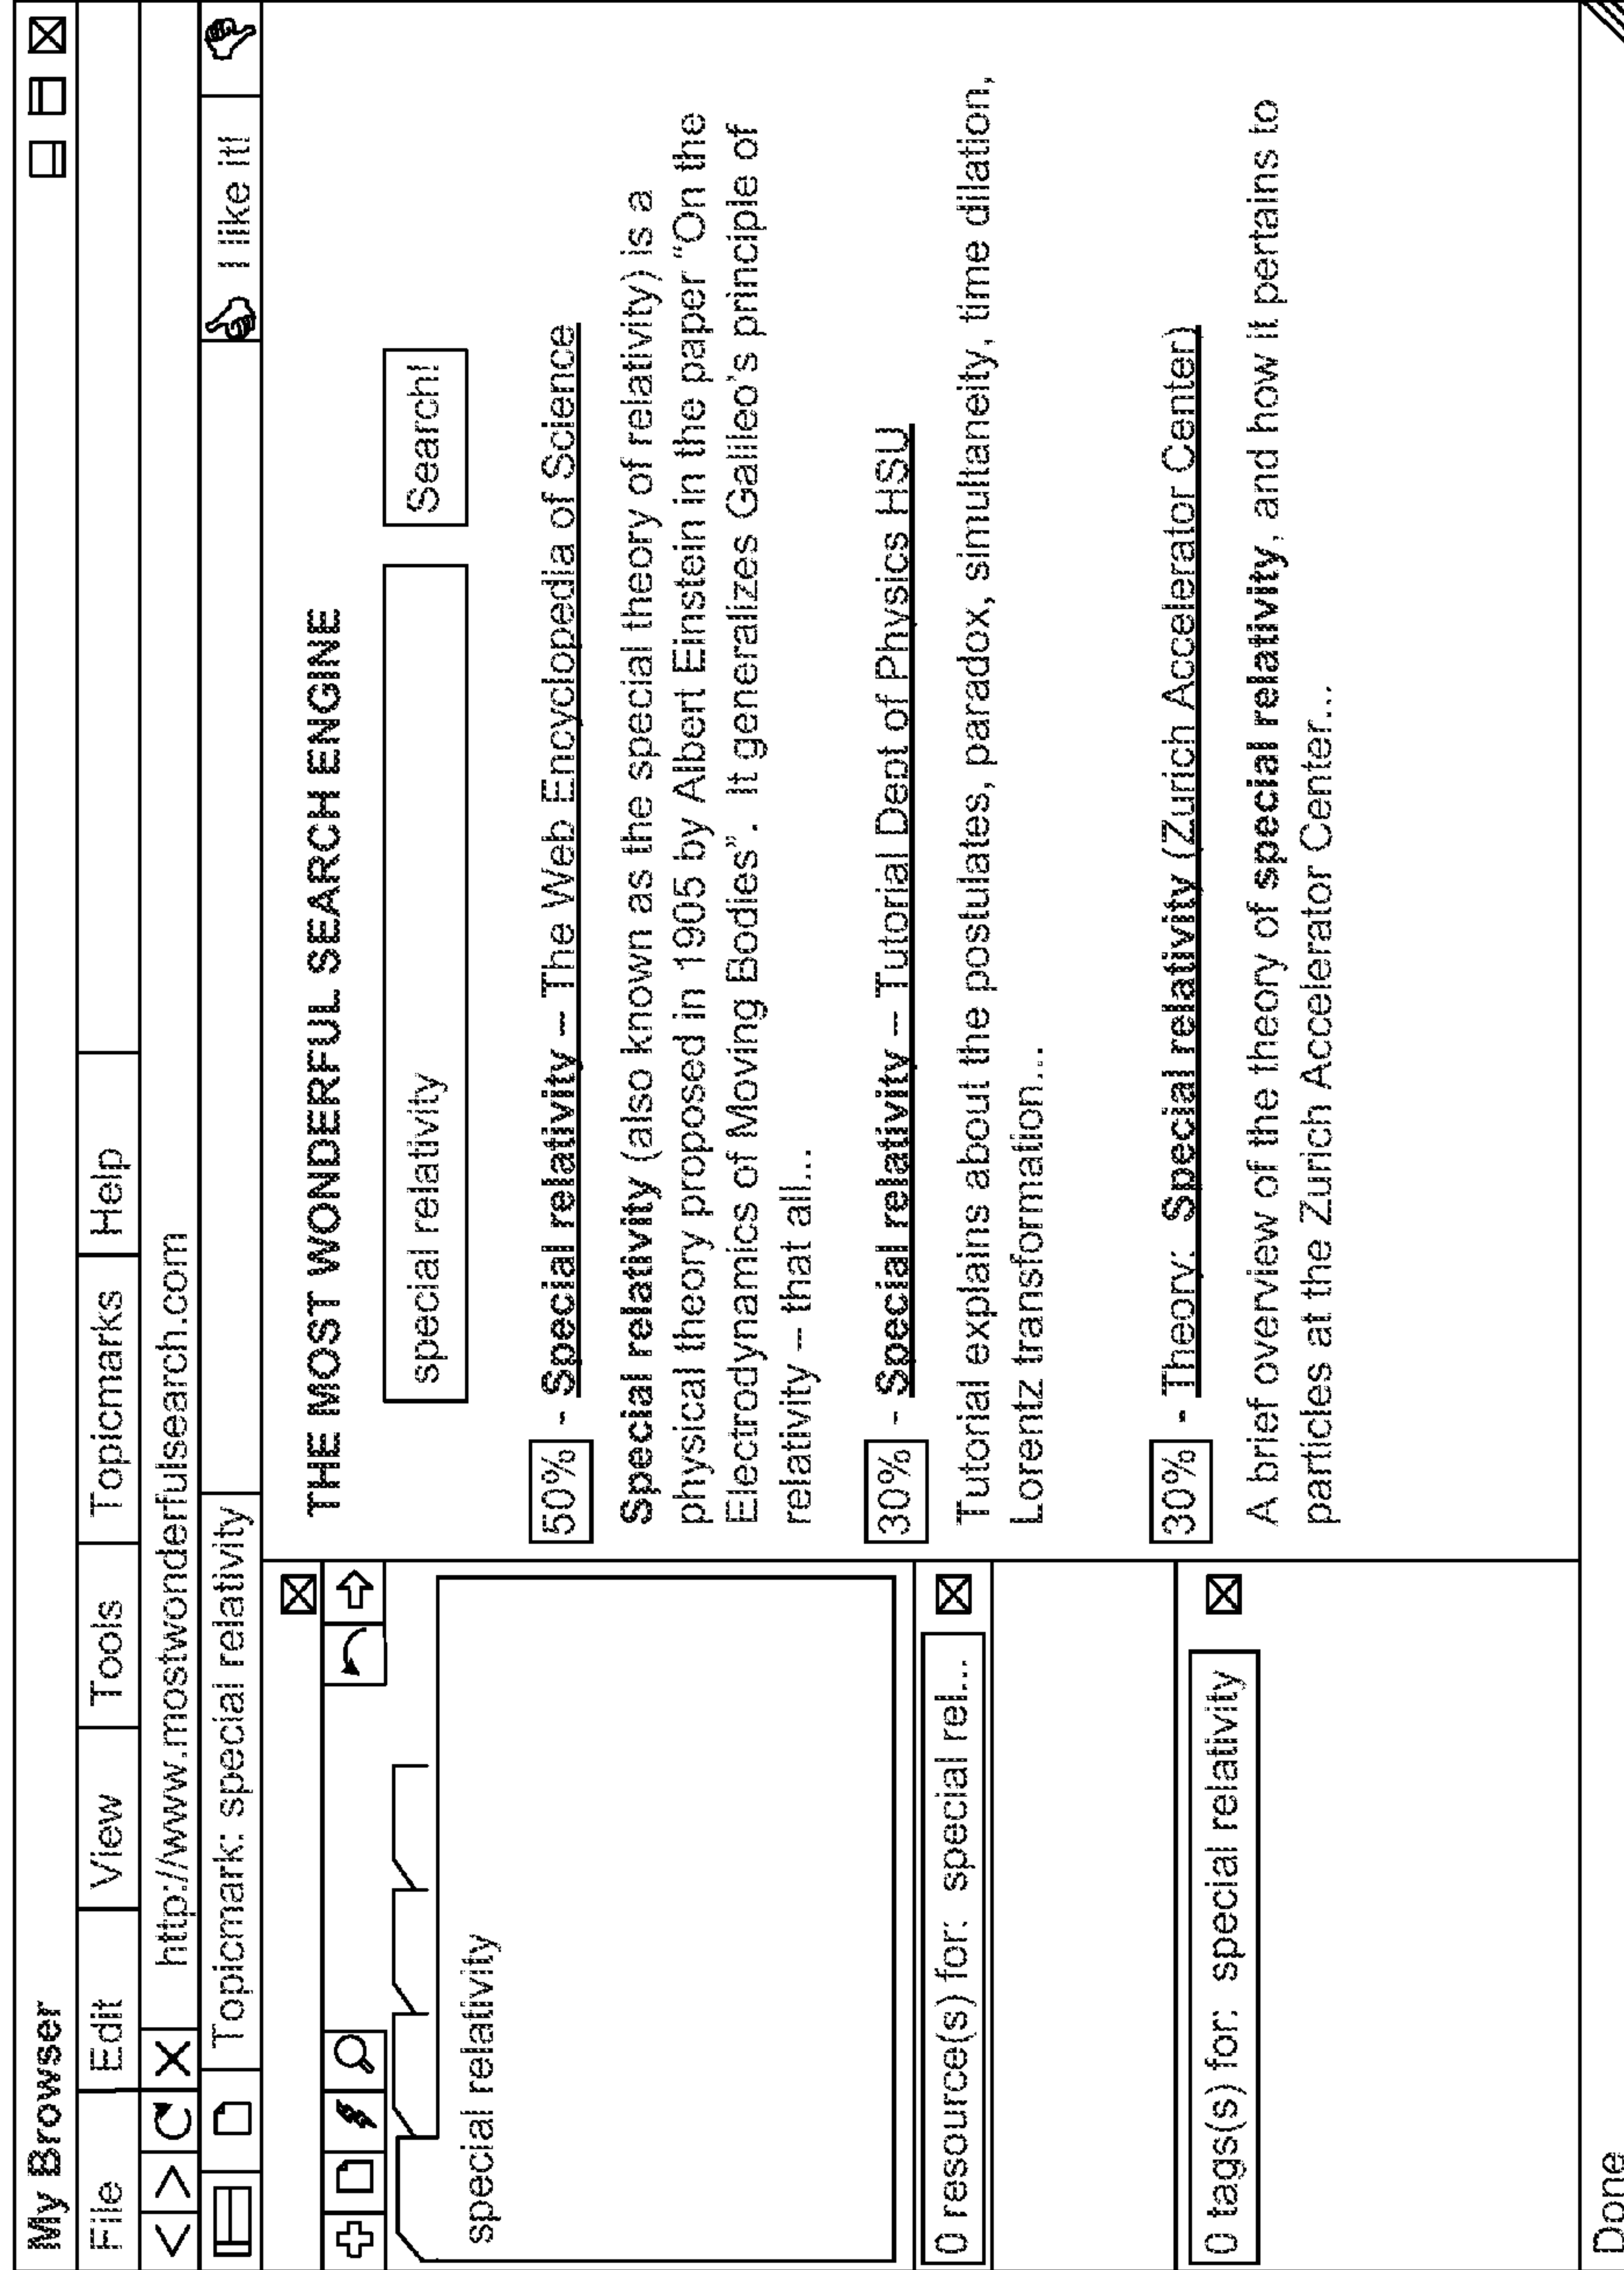 My Browser
File Edit View Tools Topicmarks Help
http://www.mostwonderfulsearch.com
Topicmark: special relativity
I like it!
special relativity
0 resource(s) for: special rel...
0 tags(s) for: special relativity
THE MOST WONDERFUL SEARCH ENGINE
special relativity Search!
50% - Special relativity – The Web Encyclopedia of Science
Special relativity (also known as the special theory of relativity) is a
physical theory proposed in 1905 by Albert Einstein in the paper “On the
Electrodynamics of Moving Bodies”. It generalizes Galileo’s principle of
relativity – that all...
30% - Special relativity – Tutorial Dept of Physics HSU
Tutorial explains about the postulates, paradox, simultaneity, time dilation,
Lorentz transformation...
30% - Theory: Special relativity (Zurich Accelerator Center)
A brief overview of the theory of special relativity, and how it pertains to
particles at the Zurich Accelerator Center...
Done